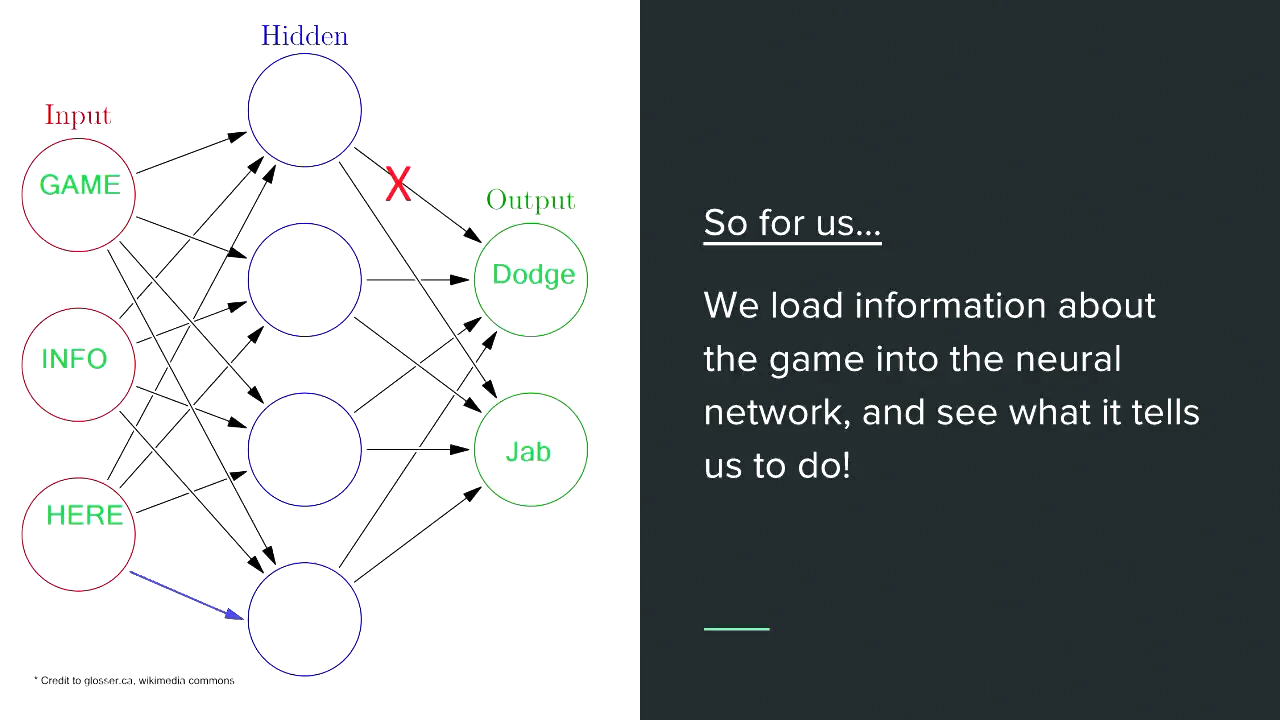 Hidden
Input
GAME
X
Output
Dodge
INFO
Jab
HERE
* Credit to glosser.ca, wikimedia commons
So for us...
We load information about
the game into the neural
network, and see what it tells
us to do!